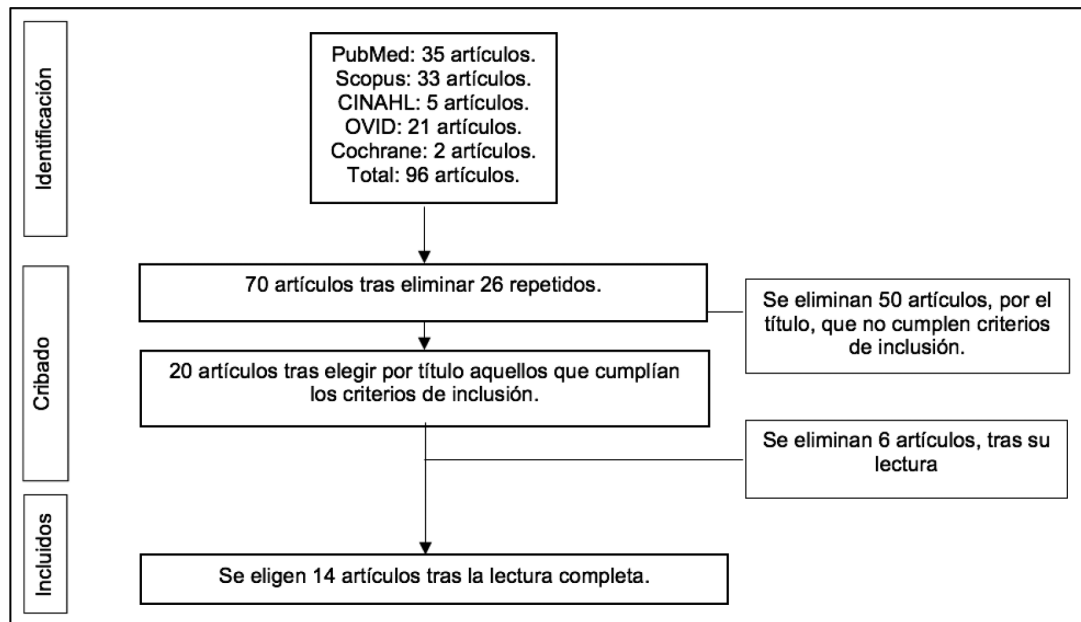 Identificación
PubMed: 35 artículos.
Scopus: 33 artículos.
CINAHL: 5 artículos.
OVID: 21 artículos.
Cochrane: 2 artículos.
Total: 96 artículos.
Cribado
70 artículos tras eliminar 26 repetidos.
Se eliminan 50 artículos, por el
título, que no cumplen criterios
de inclusión.
20 artículos tras elegir por título aquellos que cumplían
los criterios de inclusión.
Se eliminan 6 artículos, tras su
lectura
Incluidos
Se eligen 14 artículos tras la lectura completa.